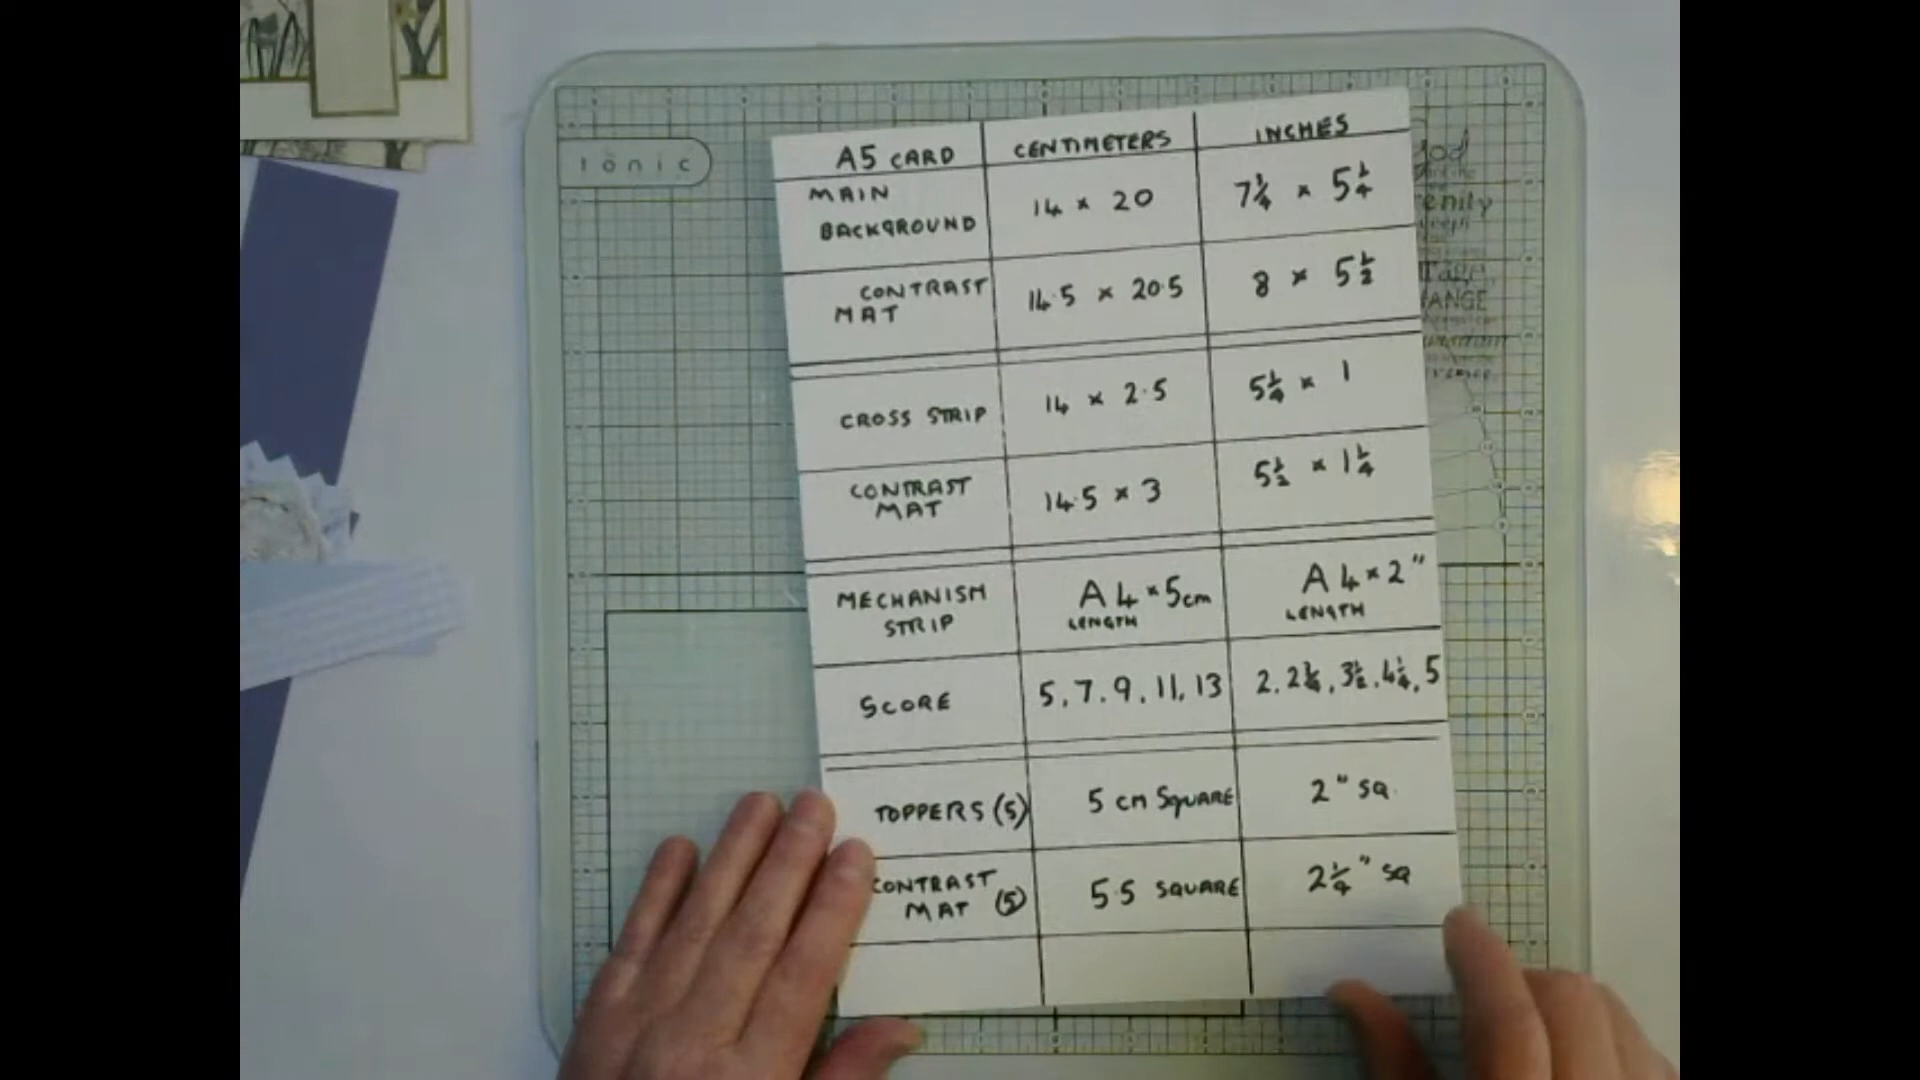 ionic
A5 CARD CENTIMETERS INCHES
MAIN
BACKGROUND 14 × 20 7¼ × 5¼
CONTRAST
MAT 14·5 × 20·5 8 × 5½
CROSS STRIP 14 × 2·5 5¼ × 1
CONTRAST
MAT 14·5 × 3 5½ × 1¼
MECHANISM A4 × 5cm A4 × 2"
STRIP LENGTH LENGTH
SCORE 5, 7. 9, 11, 13 2, 2¾, 3½, 4¼, 5
TOPPERS (5) 5 cm SQUARE 2" SQ.
CONTRAST
MAT (5) 5·5 SQUARE 2¼" SQ